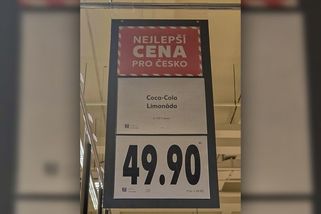 NEJLEPŠÍ
CENA
PRO ČESKO
Coca-Cola
Limonáda
49.90